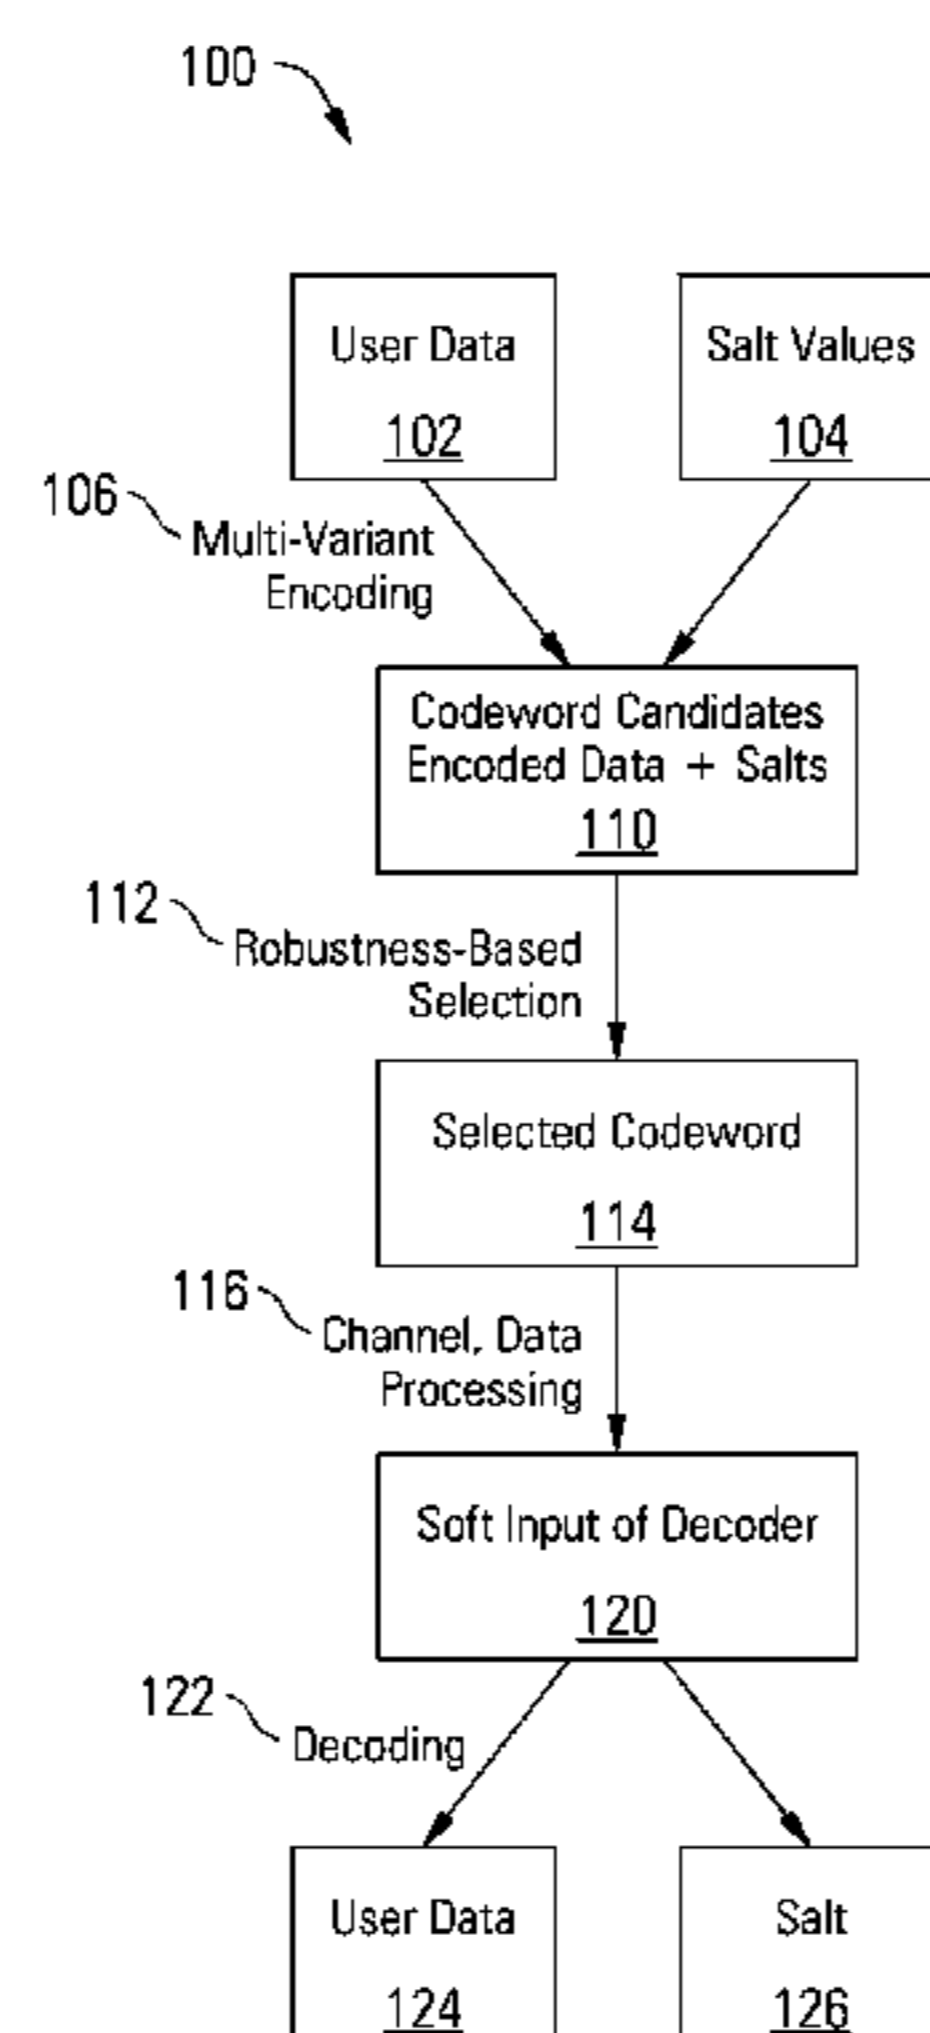 100
User Data
102
Salt Values
104
106
Multi-Variant
Encoding
Codeword Candidates
Encoded Data + Salts
110
112
Robustness-Based
Selection
Selected Codeword
114
116
Channel, Data
Processing
Soft Input of Decoder
120
122
Decoding
User Data
124
Salt
126